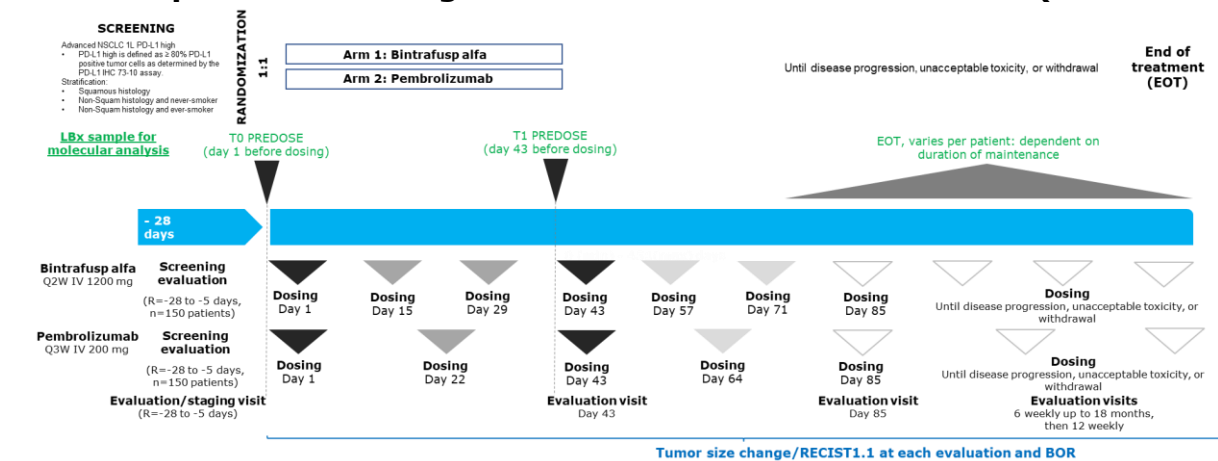 SCREENING
Advanced NSCLC 1L PD-L1 high
• PD-L1 high is defined as ≥ 80% PD-L1
positive tumor cells as determined by the
PD-L1 IHC 73-10 assay.
Stratification:
• Squamous histology
• Non-Squam histology and never-smoker
• Non-Squam histology and ever-smoker
RANDOMIZATION
1:1
Arm 1: Bintrafusp alfa
Arm 2: Pembrolizumab
Until disease progression, unacceptable toxicity, or withdrawal
End of
treatment
(EOT)
LBx sample for
molecular analysis
T0 PREDOSE
(day 1 before dosing)
T1 PREDOSE
(day 43 before dosing)
EOT, varies per patient: dependent on
duration of maintenance
- 28
days
Bintrafusp alfa
Q2W IV 1200 mg
Screening
evaluation
(R=-28 to -5 days,
n=150 patients)
Dosing
Day 1
Dosing
Day 15
Dosing
Day 29
Dosing
Day 43
Dosing
Day 57
Dosing
Day 71
Dosing
Day 85
Dosing
Until disease progression, unacceptable toxicity, or
withdrawal
Pembrolizumab
Q3W IV 200 mg
Screening
evaluation
(R=-28 to -5 days,
n=150 patients)
Dosing
Day 1
Dosing
Day 22
Dosing
Day 43
Dosing
Day 64
Dosing
Day 85
Dosing
Until disease progression, unacceptable toxicity, or
withdrawal
Evaluation/staging visit
(R=-28 to -5 days)
Evaluation visit
Day 43
Evaluation visit
Day 85
Evaluation visits
6 weekly up to 18 months,
then 12 weekly
Tumor size change/RECIST1.1 at each evaluation and BOR